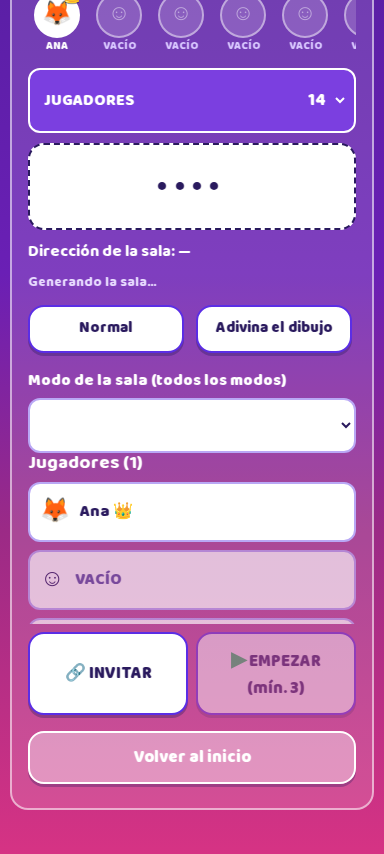 ANA VACÍO VACÍO VACÍO VACÍO
JUGADORES 14
••••
Dirección de la sala: —
Generando la sala...
Normal Adivina el dibujo
Modo de la sala (todos los modos)
Jugadores (1)
Ana
VACÍO
INVITAR
EMPEZAR
(mín. 3)
Volver al inicio